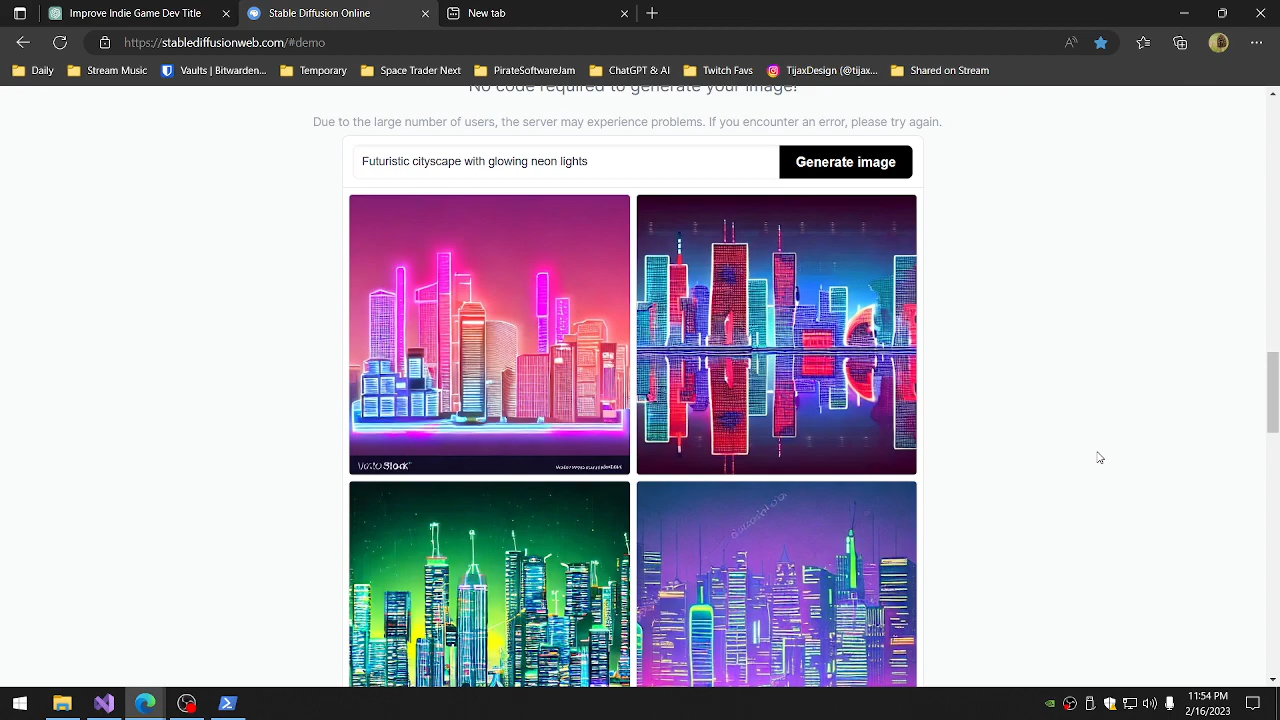 Improving Futuristic Game Dev Title
Stable Diffusion Online
New tab
https://stablediffusionweb.com/#demo
Daily
Stream Music
Vaults | Bitwarden...
Temporary
Space Trader Next
PirateSoftwareJam
ChatGPT & AI
Twitch Favs
TijaxDesign (@tijax...
Shared on Stream
No code required to generate your image!
Due to the large number of users, the server may experience problems. If you encounter an error, please try again.
Futuristic cityscape with glowing neon lights
Generate image
11:54 PM
2/16/2023